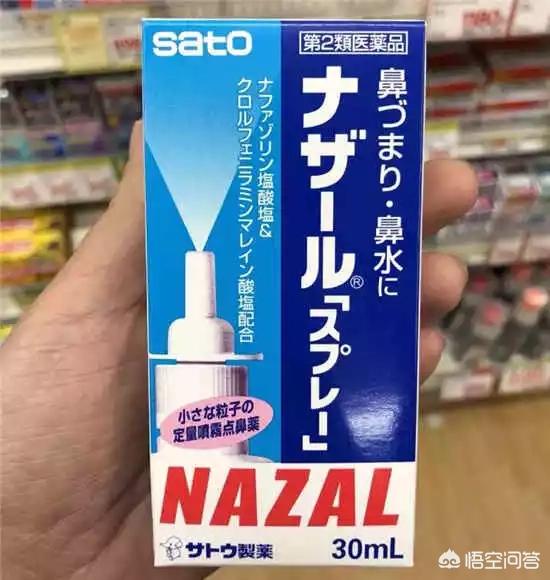 sato
第2類医薬品
鼻づまり・鼻水に
ナザール®「スプレー」
ナファゾリン塩酸塩&
クロルフェニラミンマレイン酸塩配合
小さな粒子の
定量噴霧点鼻薬
NAZAL
サトウ製薬
30mL
悟空问答